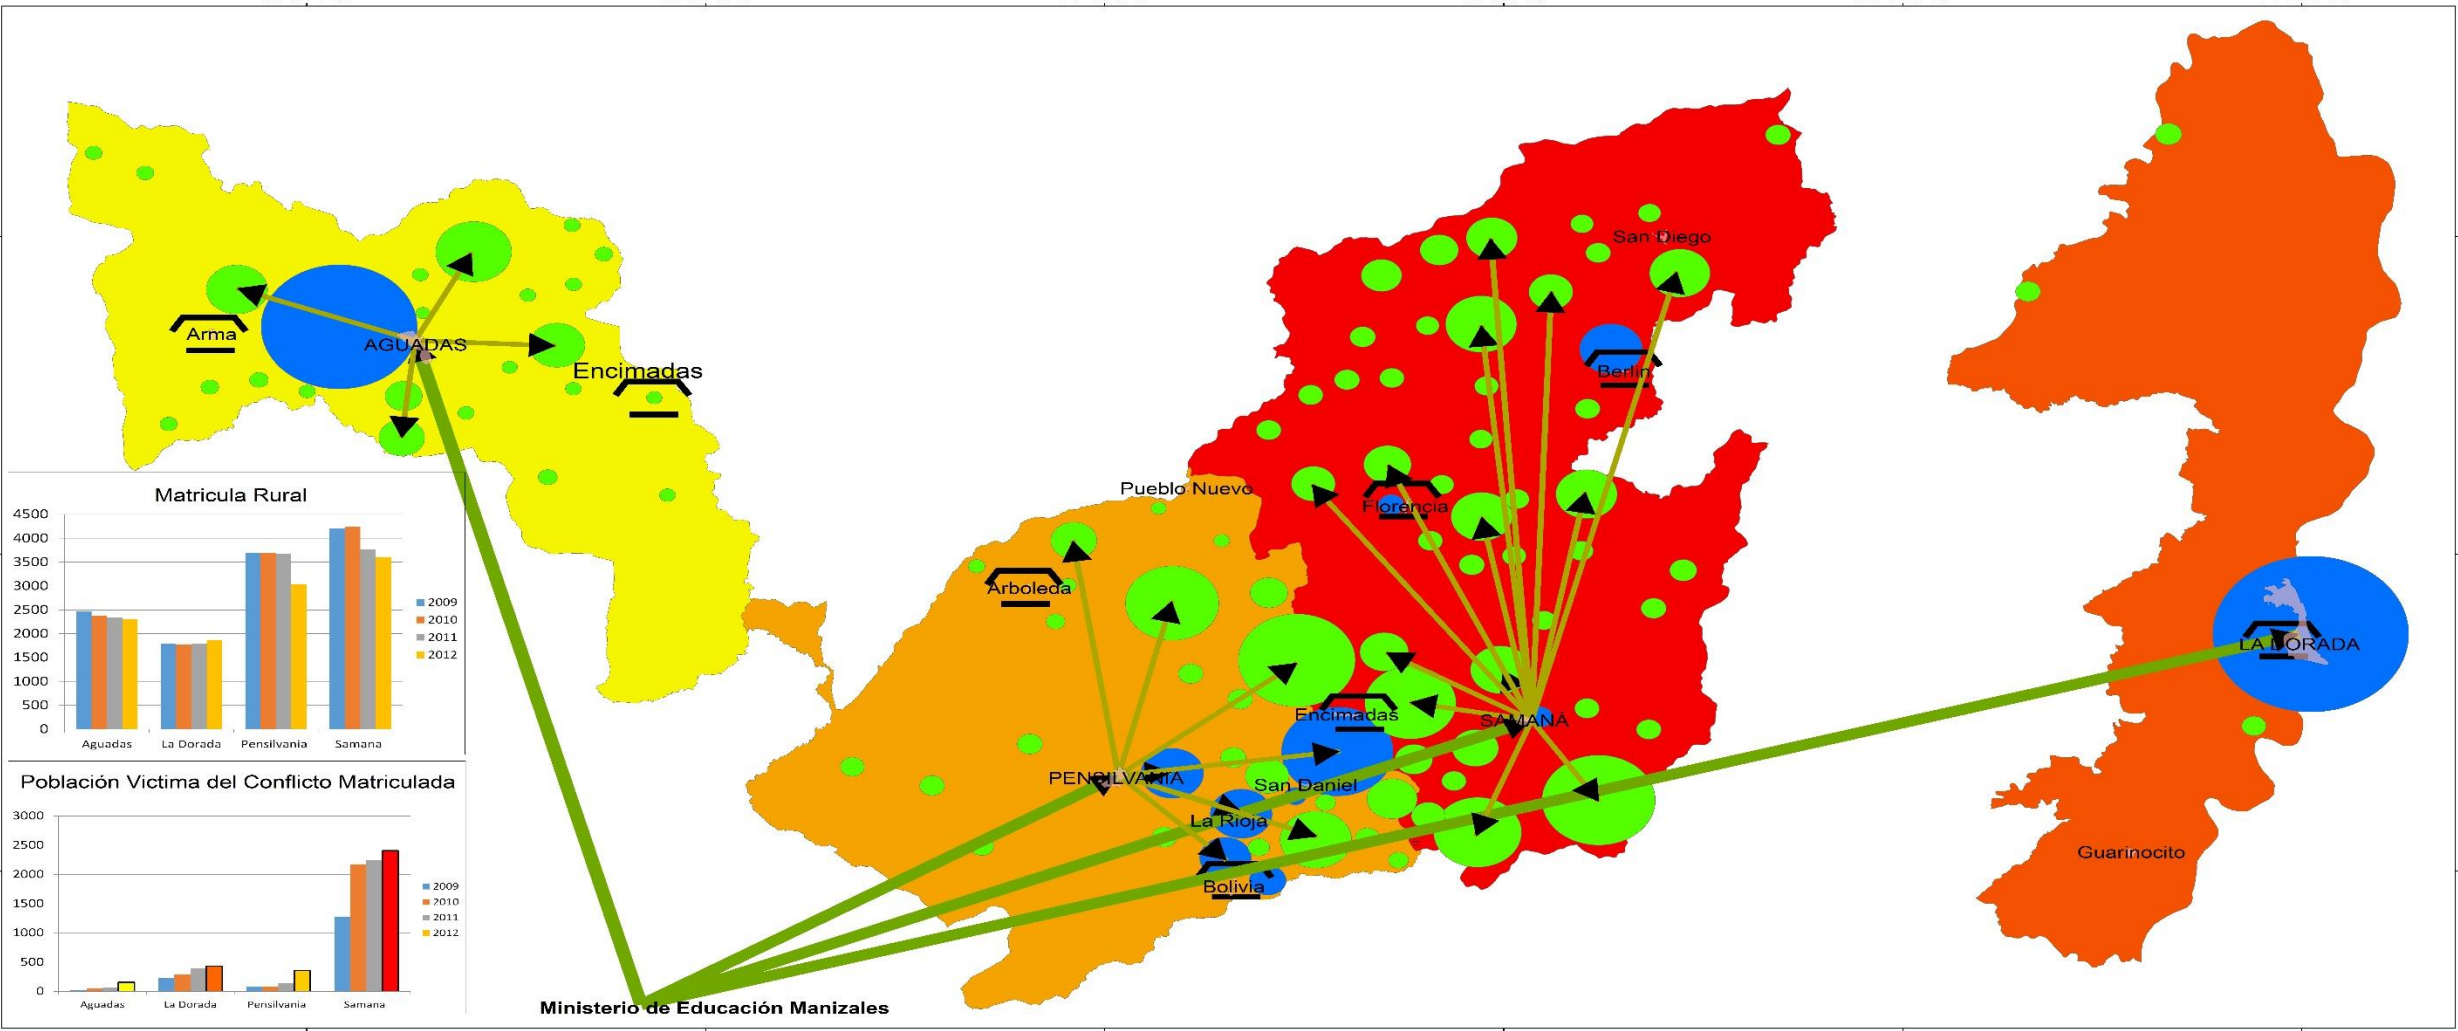 San Diego
Arma
AGUADAS
Encimadas
Berlin
Pueblo Nuevo
Florencia
Arboleda
LA DORADA
Encimadas
SAMANÁ
PENSILVANIA
San Daniel
La Rioja
Guarinocito
Bolivia
Ministerio de Educación Manizales
Matricula Rural
4500
4000
3500
3000
2500
2000
1500
1000
500
0
Aguadas La Dorada Pensilvania Samana
2009
2010
2011
2012
Población Victima del Conflicto Matriculada
3000
2500
2000
1500
1000
500
0
Aguadas La Dorada Pensilvania Samana
2009
2010
2011
2012